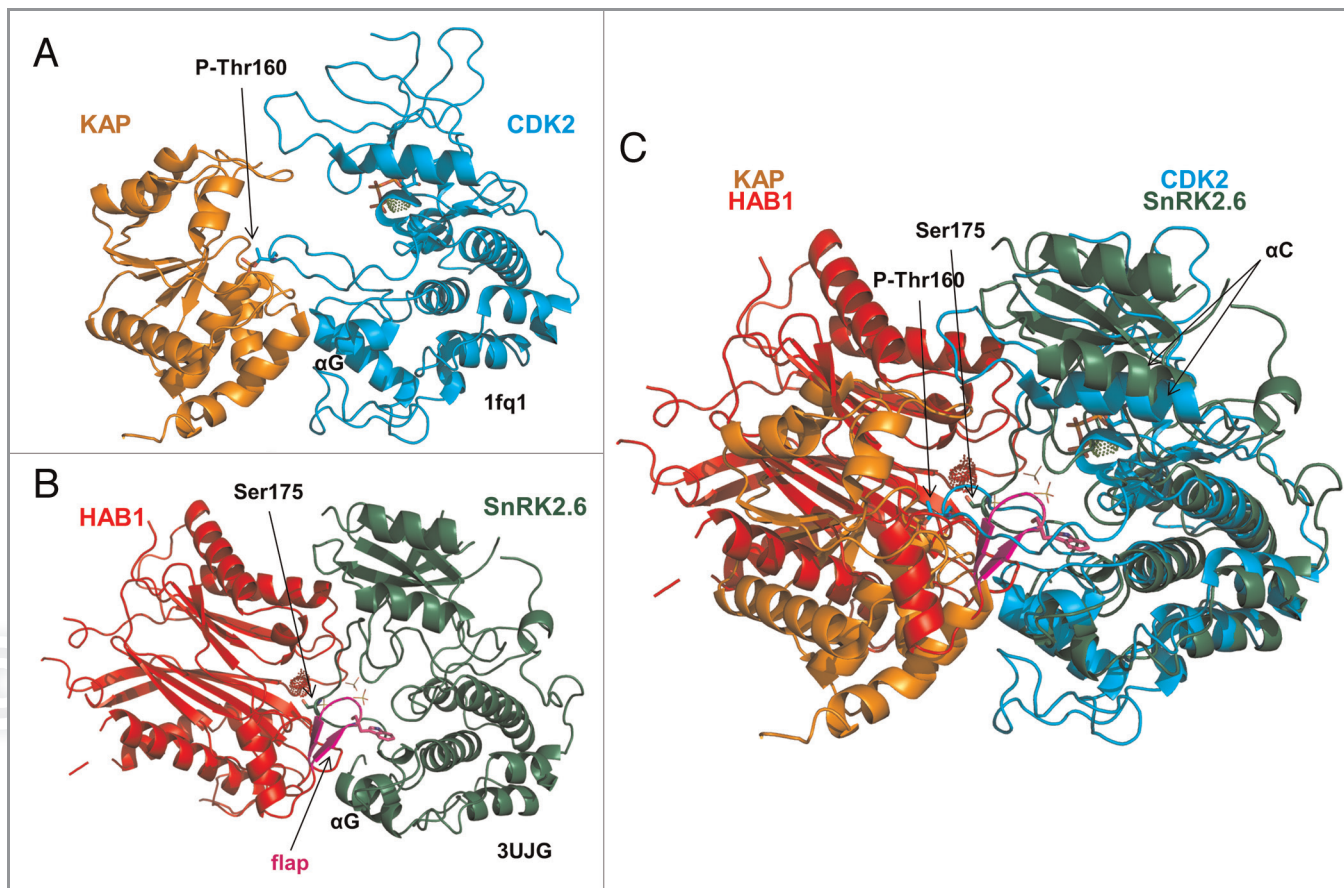 A
P-Thr160
KAP
CDK2
αG
1fq1
B
Ser175
HAB1
SnRK2.6
αG
flap
3UJG
C
KAP
HAB1
CDK2
SnRK2.6
Ser175
αC
P-Thr160